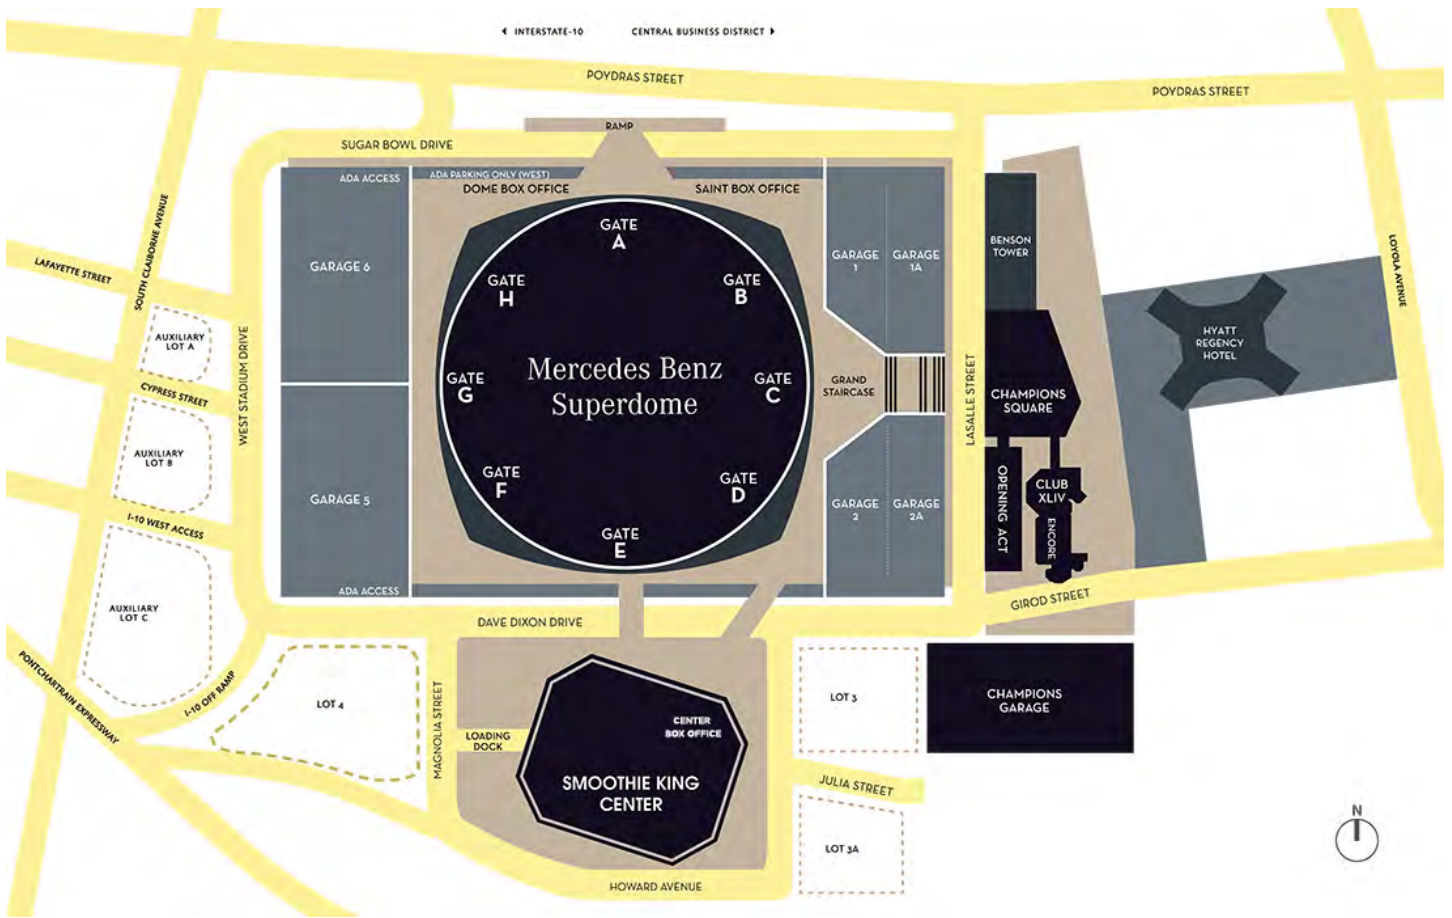 INTERSTATE-10
CENTRAL BUSINESS DISTRICT
POYDRAS STREET
POYDRAS STREET
RAMP
SUGAR BOWL DRIVE
ADA ACCESS
ADA PARKING ONLY (WEST)
DOME BOX OFFICE
SAINT BOX OFFICE
SOUTH CLAIBORNE AVENUE
LAFAYETTE STREET
GARAGE 6
GATE
A
GATE
H
GATE
B
GARAGE
1
GARAGE
1A
BENSON
TOWER
LOYOLA AVENUE
AUXILIARY
LOT A
WEST STADIUM DRIVE
HYATT
REGENCY
HOTEL
CYPRESS STREET
GATE
G
Mercedes Benz
Superdome
GATE
C
GRAND
STAIRCASE
LASALLE STREET
CHAMPIONS
SQUARE
AUXILIARY
LOT B
GARAGE 5
GATE
F
GATE
D
GARAGE
2
GARAGE
2A
OPENING ACT
CLUB
XLIV
ENCORE
I-10 WEST ACCESS
GATE
E
ADA ACCESS
GIROD STREET
AUXILIARY
LOT C
DAVE DIXON DRIVE
PONTCHARTRAIN EXPRESSWAY
I-10 OFF RAMP
LOT 4
MAGNOLIA STREET
LOADING
DOCK
CENTER
BOX OFFICE
LOT 3
CHAMPIONS
GARAGE
SMOOTHIE KING
CENTER
JULIA STREET
LOT 3A
HOWARD AVENUE
N